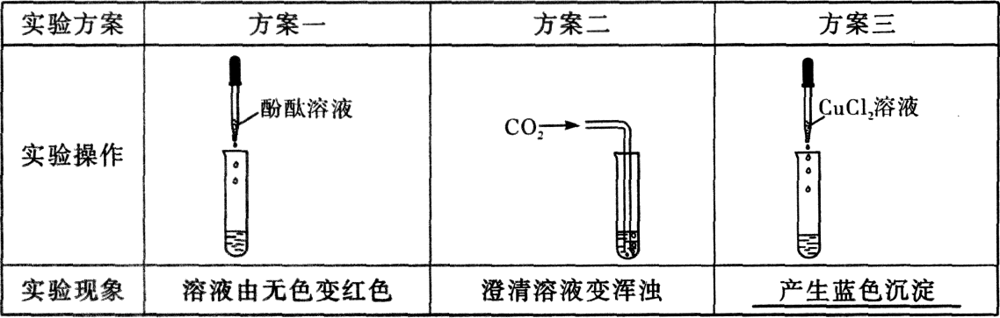 实验方案 方案一 方案二 方案三
酚酞溶液
CuCl₂溶液
CO₂
实验操作
实验现象 溶液由无色变红色 澄清溶液变浑浊 产生蓝色沉淀